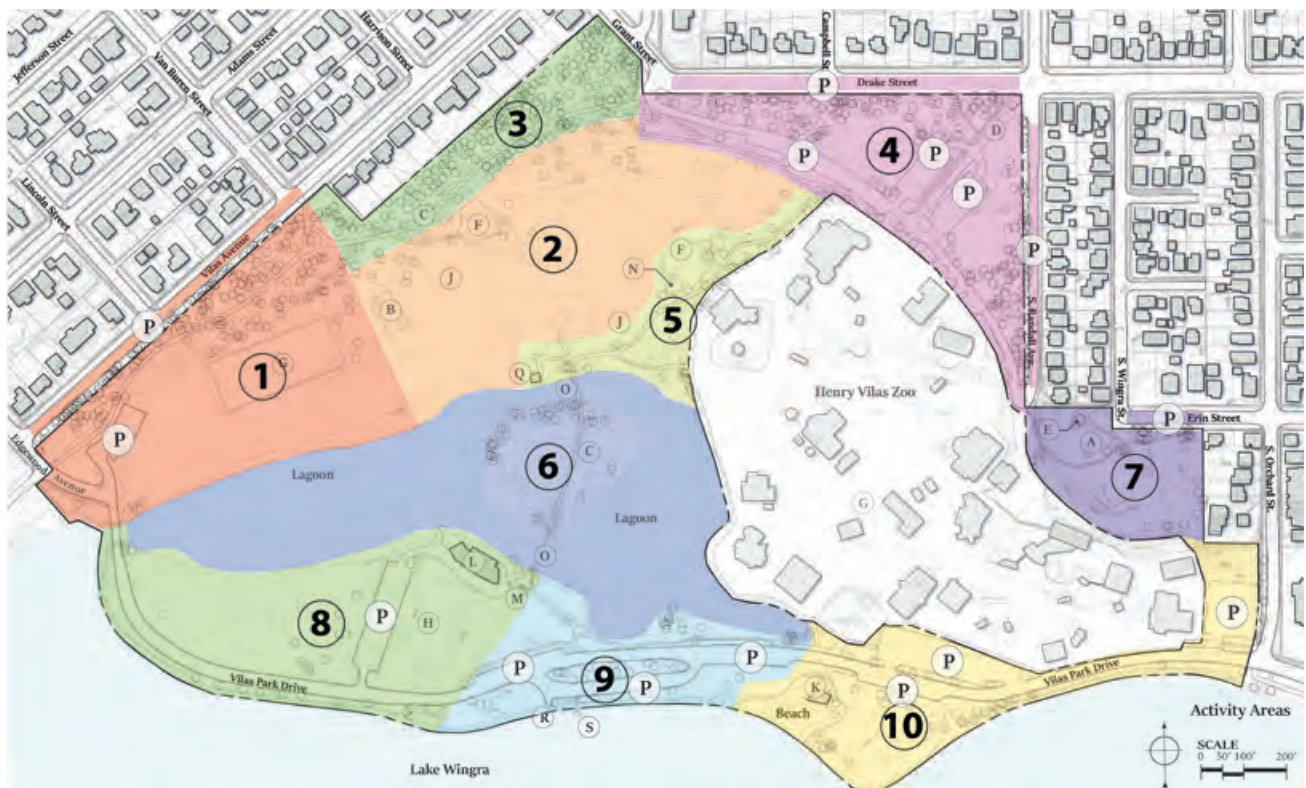 Jefferson Street
Van Buren Street
Adams Street
Harrison Street
Grant Street
Campbell St.
P
Drake Street
3
P
4
P
D
P
Lincoln Street
Vilas Avenue
C
F
2
F
J
N
B
J
5
P
S. Randall Ave.
P
1
G
Q
O
Henry Vilas Zoo
S. Wingra St.
P
Erin Street
E
A
P
Edgewood
Avenue
Lagoon
6
C
Lagoon
G
7
S. Orchard St.
O
L
M
8
P
H
P
Vilas Park Drive
P
9
P
P
P
Vilas Park Drive
K
Beach
10
R
S
Activity Areas
SCALE
0 50' 100' 200'
Lake Wingra